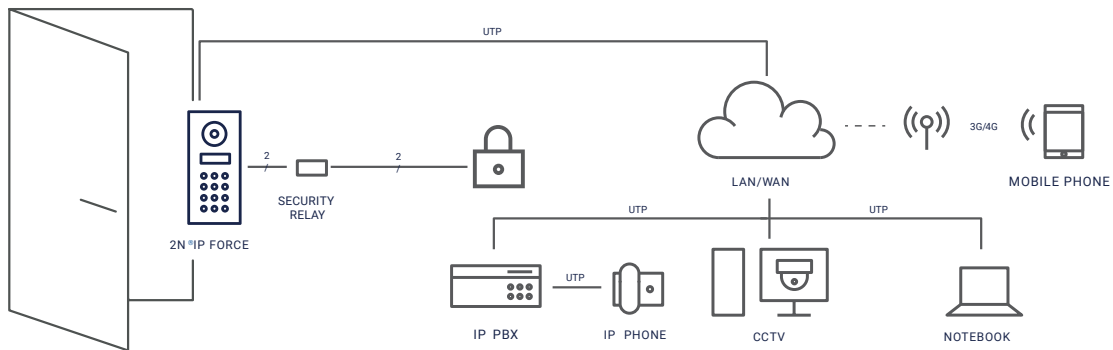 UTP
3G/4G
2
2
SECURITY
RELAY
LAN/WAN
MOBILE PHONE
UTP
UTP
2N®IP FORCE
UTP
IP PBX
IP PHONE
CCTV
NOTEBOOK